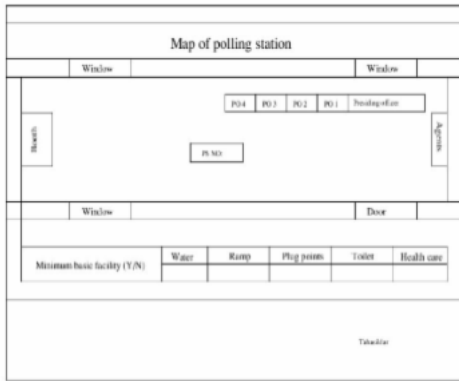 Map of polling station
Window Window
PO 4 PO 3 PO 2 PO 1 Presiding officer
Agents
PS NO
Window Door
Minimum basic facility (Y/N) Water Ramp Plug points Toilet Health care
Tahasildar